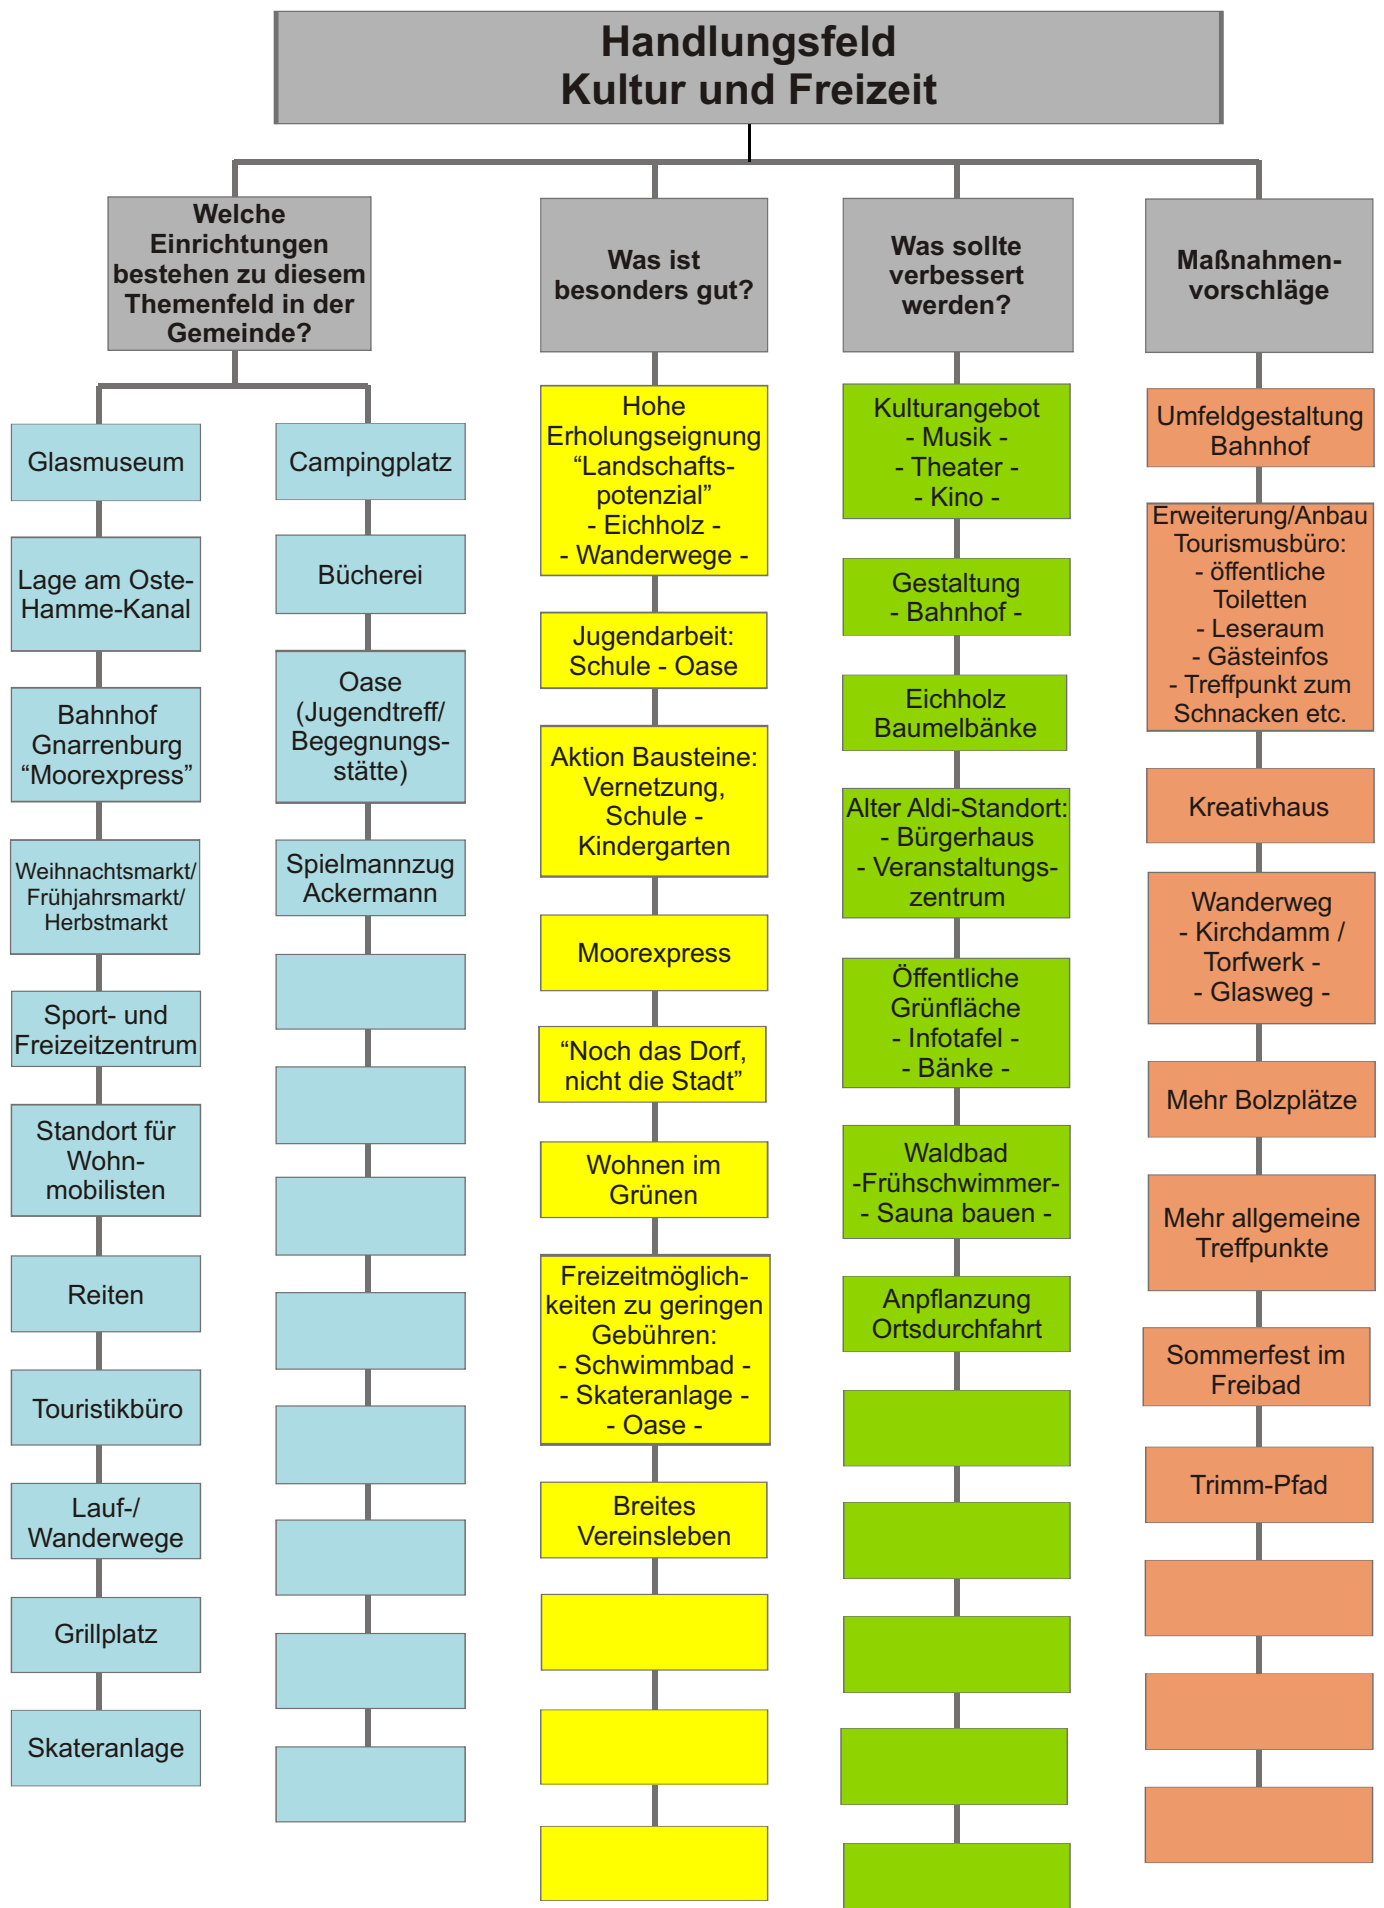 Handlungsfeld
Kultur und Freizeit
Welche
Einrichtungen
bestehen zu diesem
Themenfeld in der
Gemeinde?
Glasmuseum
Lage am Oste-
Hamme-Kanal
Bahnhof
Gnarrenburg
“Moorexpress”
Weihnachtsmarkt/
Frühjahrsmarkt/
Herbstmarkt
Sport- und
Freizeitzentrum
Standort für
Wohn-
mobilisten
Reiten
Touristikbüro
Lauf-/
Wanderwege
Grillplatz
Skateranlage
Campingplatz
Bücherei
Oase
(Jugendtreff/
Begegnungs-
stätte)
Spielmannzug
Ackermann
Was ist
besonders gut?
Hohe
Erholungseignung
“Landschafts-
potenzial”
- Eichholz -
- Wanderwege -
Jugendarbeit:
Schule - Oase
Aktion Bausteine:
Vernetzung,
Schule -
Kindergarten
Moorexpress
“Noch das Dorf,
nicht die Stadt”
Wohnen im
Grünen
Freizeitmöglich-
keiten zu geringen
Gebühren:
- Schwimmbad -
- Skateranlage -
- Oase -
Breites
Vereinsleben
Was sollte
verbessert
werden?
Kulturangebot
- Musik -
- Theater -
- Kino -
Gestaltung
- Bahnhof -
Eichholz
Baumelbänke
Alter Aldi-Standort:
- Bürgerhaus
- Veranstaltungs-
zentrum
Öffentliche
Grünfläche
- Infotafel -
- Bänke -
Waldbad
-Frühschwimmer-
- Sauna bauen -
Anpflanzung
Ortsdurchfahrt
Maßnahmen-
vorschläge
Umfeldgestaltung
Bahnhof
Erweiterung/Anbau
Tourismusbüro:
- öffentliche
Toiletten
- Leseraum
- Gästeinfos
- Treffpunkt zum
Schnacken etc.
Kreativhaus
Wanderweg
- Kirchdamm /
Torfwerk -
- Glasweg -
Mehr Bolzplätze
Mehr allgemeine
Treffpunkte
Sommerfest im
Freibad
Trimm-Pfad